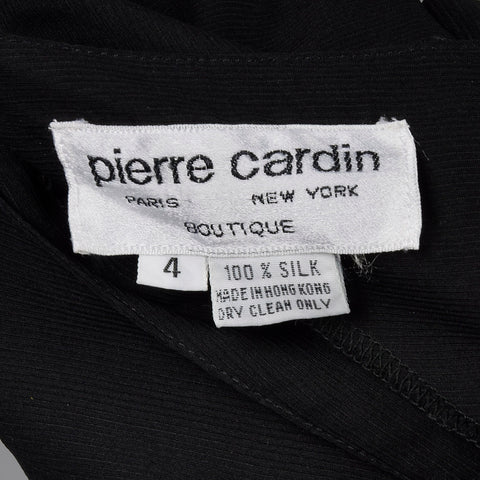 pierre cardin
PARIS NEW YORK
BOUTIQUE
4
100 % SILK
MADE IN HONG KONG
DRY CLEAN ONLY